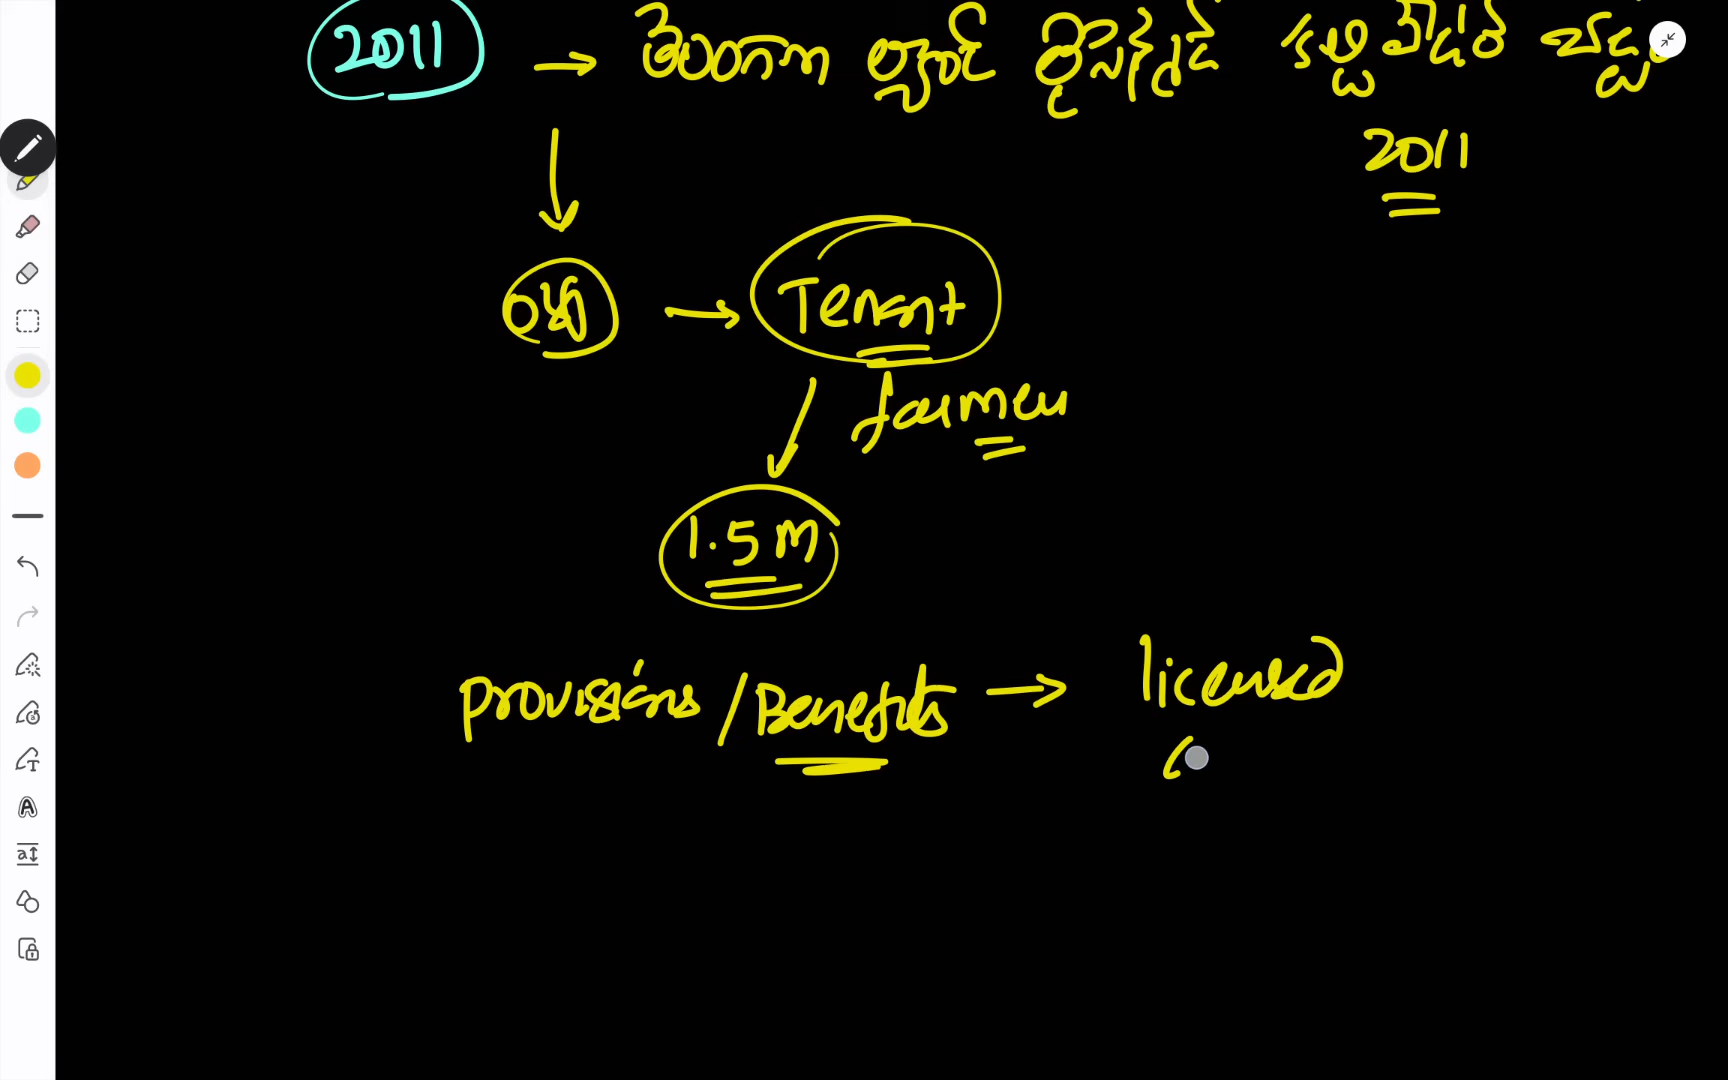 2011 → తెలంగాణ ల్యాండ్ లైసెన్స్డ్ కల్టివేటర్ చట్టం
2011
Tenant
farmer
1.5 M
provisions / Benefits → licensed